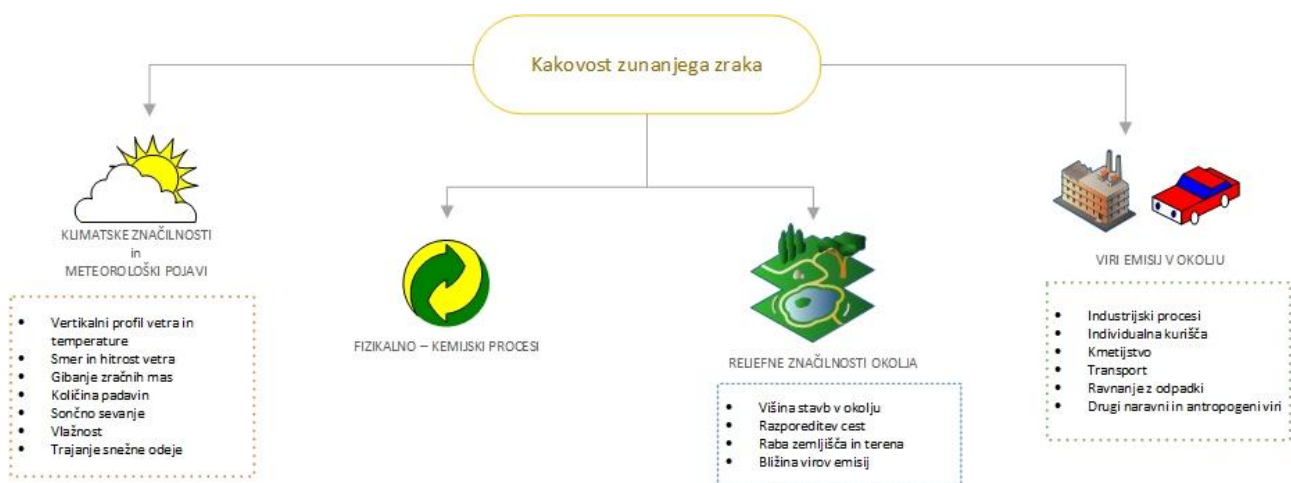 Kakovost zunanjega zraka
KLIMATSKE ZNAČILNOSTI
in
METEOROLOŠKI POJAVI
• Vertikalni profil vetra in
temperature
• Smer in hitrost vetra
• Gibanje zračnih mas
• Količina padavin
• Sončno sevanje
• Vlažnost
• Trajanje snežne odeje
FIZIKALNO – KEMIJSKI PROCESI
RELIEFNE ZNAČILNOSTI OKOLJA
• Višina stavb v okolju
• Razporeditev cest
• Raba zemljišča in terena
• Bližina virov emisij
VIRI EMISIJ V OKOLJU
• Industrijski procesi
• Individualna kurišča
• Kmetijstvo
• Transport
• Ravnanje z odpadki
• Drugi naravni in antropogeni viri